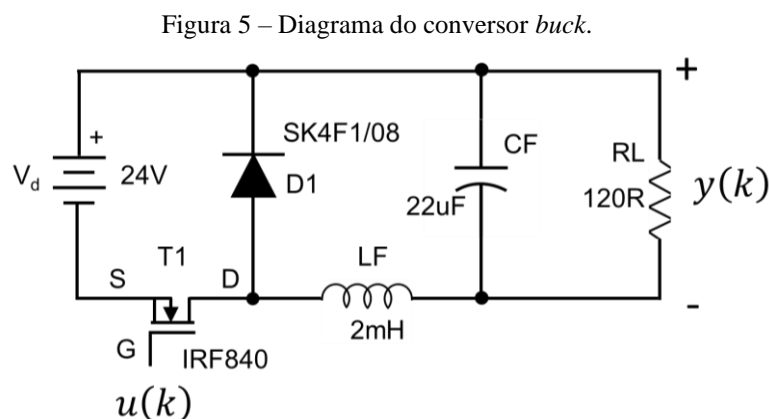 Figura 5 – Diagrama do conversor buck.
+
SK4F1/08
CF
RL
+
V_d
24V
D1
22uF
120R
y(k)
T1
LF
S
D
-
2mH
G
IRF840
u(k)